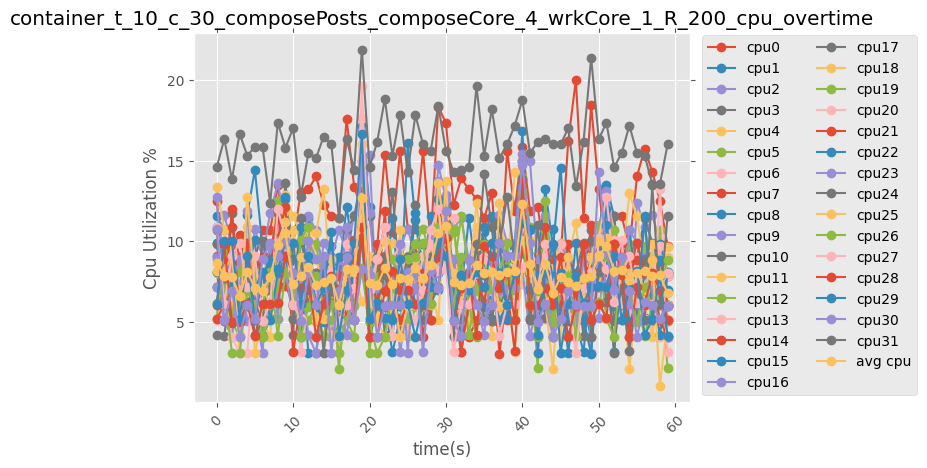 container_t_10_c_30_composePosts_composeCore_4_wrkCore_1_R_200_cpu_overtime
Cpu Utilization %
20
15
10
5
0
10
20
30
40
50
60
time(s)
cpu0
cpu1
cpu2
cpu3
cpu4
cpu5
cpu6
cpu7
cpu8
cpu9
cpu10
cpu11
cpu12
cpu13
cpu14
cpu15
cpu16
cpu17
cpu18
cpu19
cpu20
cpu21
cpu22
cpu23
cpu24
cpu25
cpu26
cpu27
cpu28
cpu29
cpu30
cpu31
avg cpu